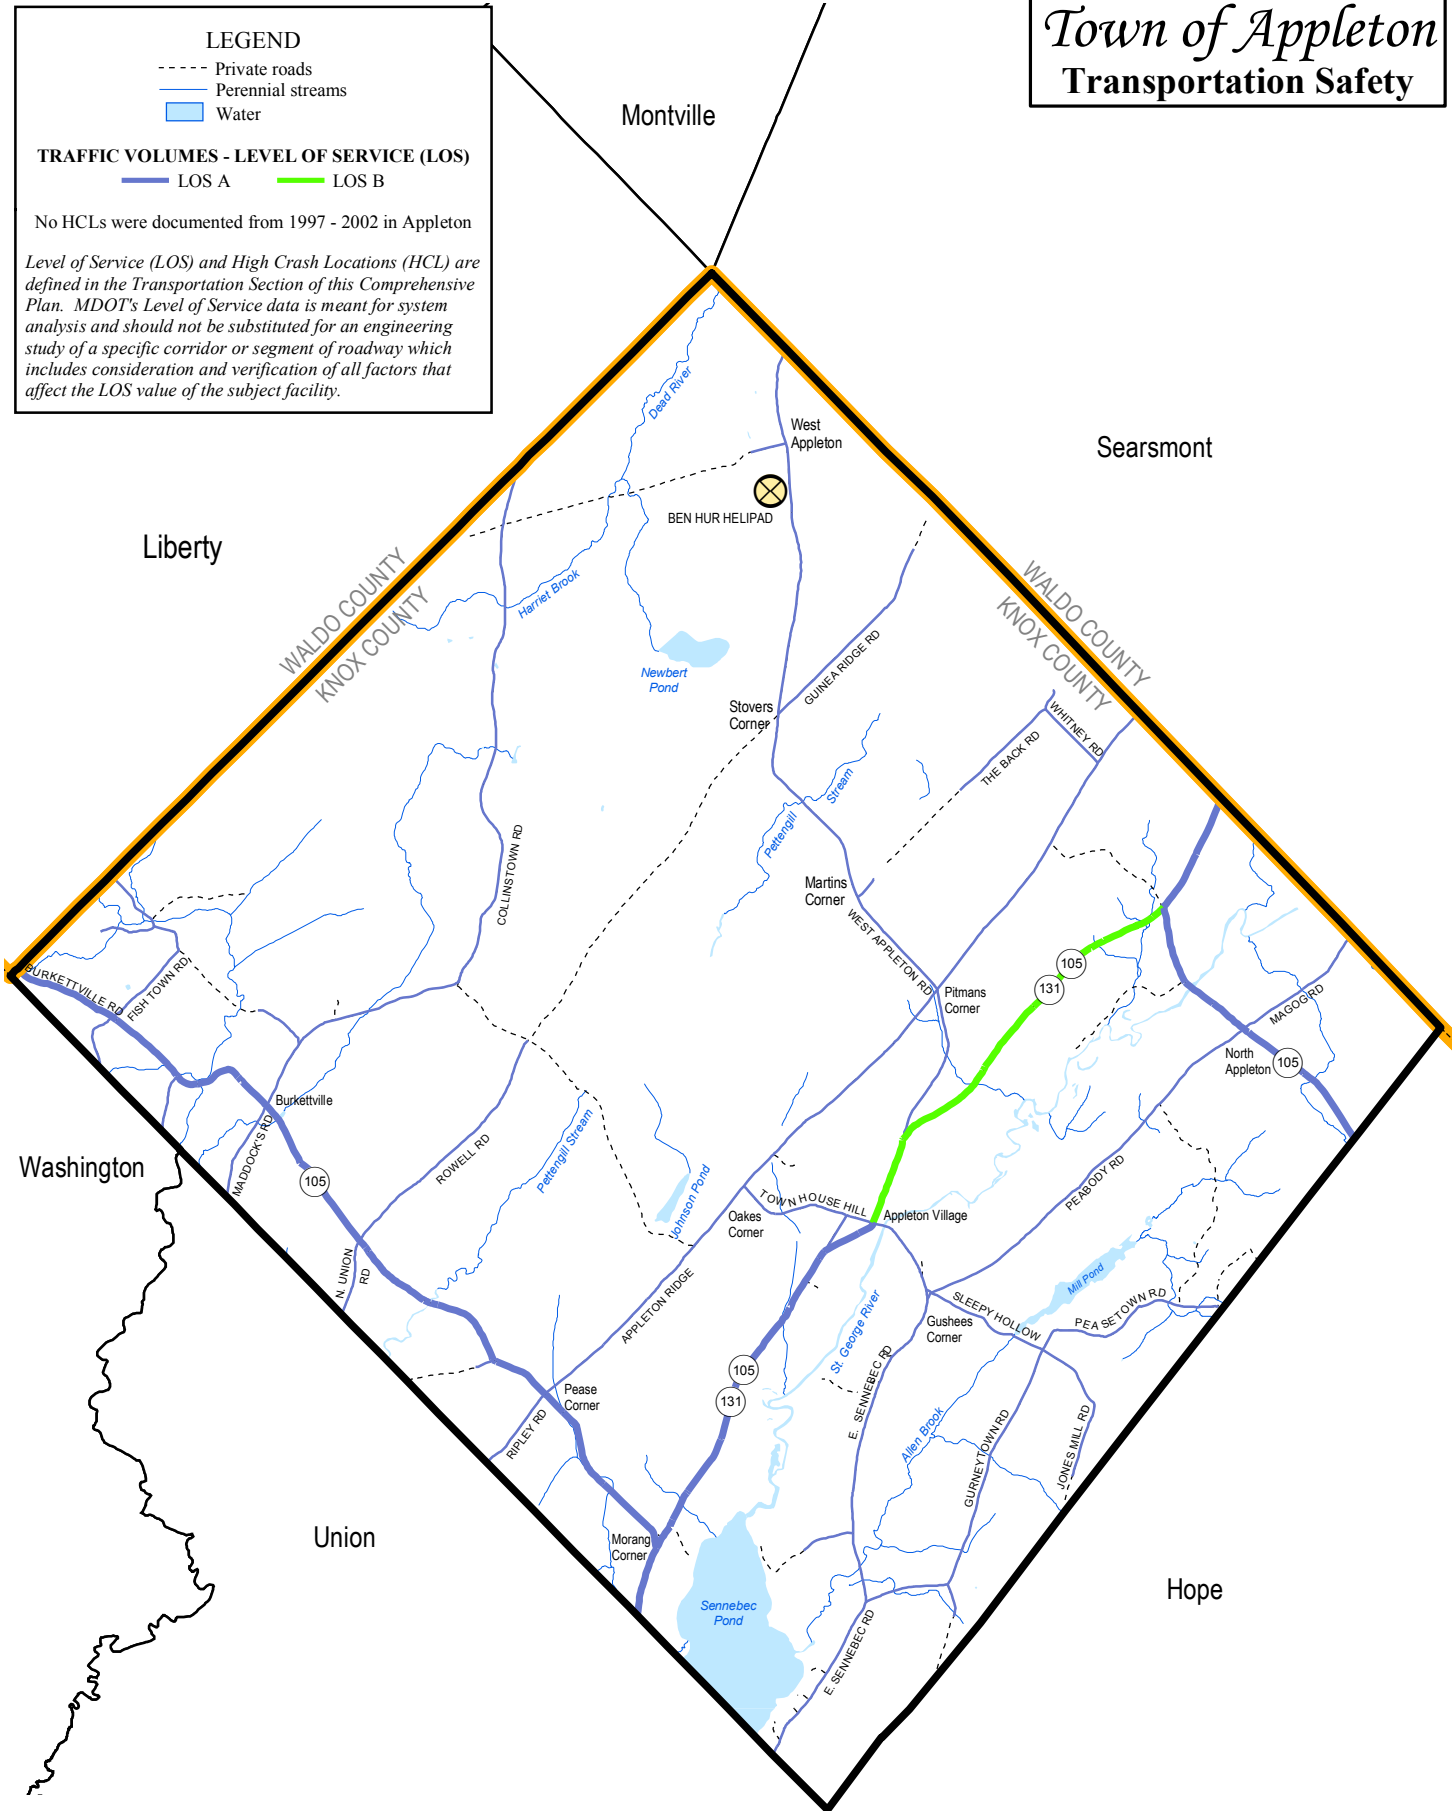 Town of Appleton
Transportation Safety
LEGEND
Private roads
Perennial streams
Water
TRAFFIC VOLUMES - LEVEL OF SERVICE (LOS)
LOS A
LOS B
No HCLs were documented from 1997 - 2002 in Appleton
Level of Service (LOS) and High Crash Locations (HCL) are
defined in the Transportation Section of this Comprehensive
Plan. MDOT's Level of Service data is meant for system
analysis and should not be substituted for an engineering
study of a specific corridor or segment of roadway which
includes consideration and verification of all factors that
affect the LOS value of the subject facility.
Montville
Searsmont
Liberty
Washington
Union
Hope
WALDO COUNTY
KNOX COUNTY
WALDO COUNTY
KNOX COUNTY
Dead River
West
Appleton
BEN HUR HELIPAD
Harriet Brook
Newbert
Pond
GUINEA RIDGE RD
Stovers
Corner
WHITNEY RD
THE BACK RD
Pettengill
Stream
COLLINSTOWN RD
Martins
Corner
WEST APPLETON RD
105
131
Pitmans
Corner
MAGOG RD
North
Appleton
105
BURKETTVILLE RD
FISH TOWN RD
Burkettville
MADDOCK'S RD
105
ROWELL RD
Pettengill Stream
Johnson Pond
PEABODY RD
TOWN HOUSE HILL
Oakes
Corner
Appleton Village
N. UNION
RD
APPLETON RIDGE
St. George River
Mill Pond
SLEEPY HOLLOW
PEASETOWN RD
Gushees
Corner
105
131
E. SENNEBEC RD
Pease
Corner
RIPLEY RD
Allen Brook
GURNEYTOWN RD
JONES MILL RD
Morang
Corner
Sennebec
Pond
E. SENNEBEC RD